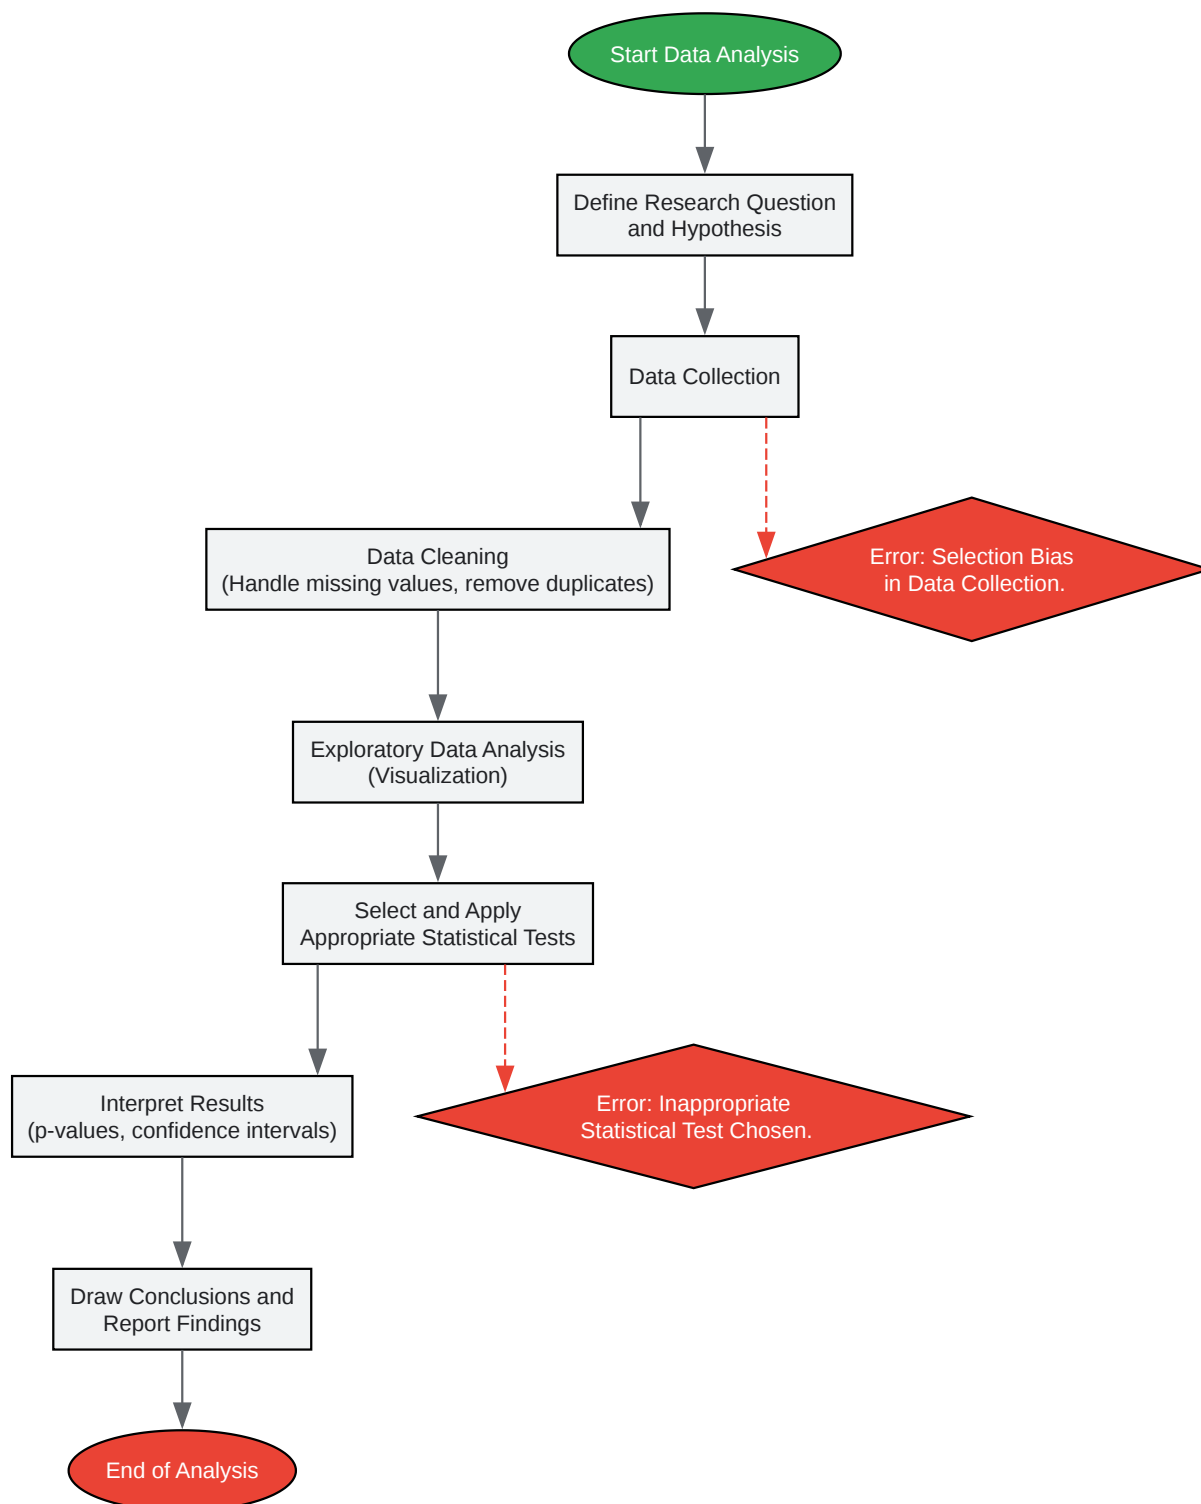 Start Data Analysis
Define Research Question
and Hypothesis
Data Collection
Data Cleaning
(Handle missing values, remove duplicates)
Error: Selection Bias
in Data Collection.
Exploratory Data Analysis
(Visualization)
Select and Apply
Appropriate Statistical Tests
Interpret Results
(p-values, confidence intervals)
Error: Inappropriate
Statistical Test Chosen.
Draw Conclusions and
Report Findings
End of Analysis